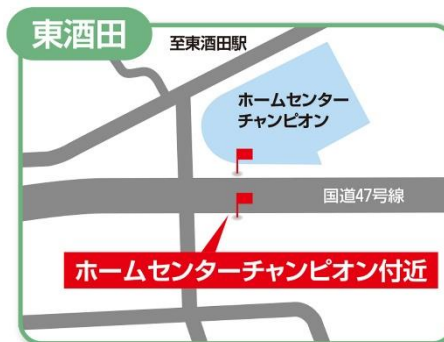 東酒田
至東酒田駅
ホームセンター
チャンピオン
国道47号線
ホームセンターチャンピオン付近